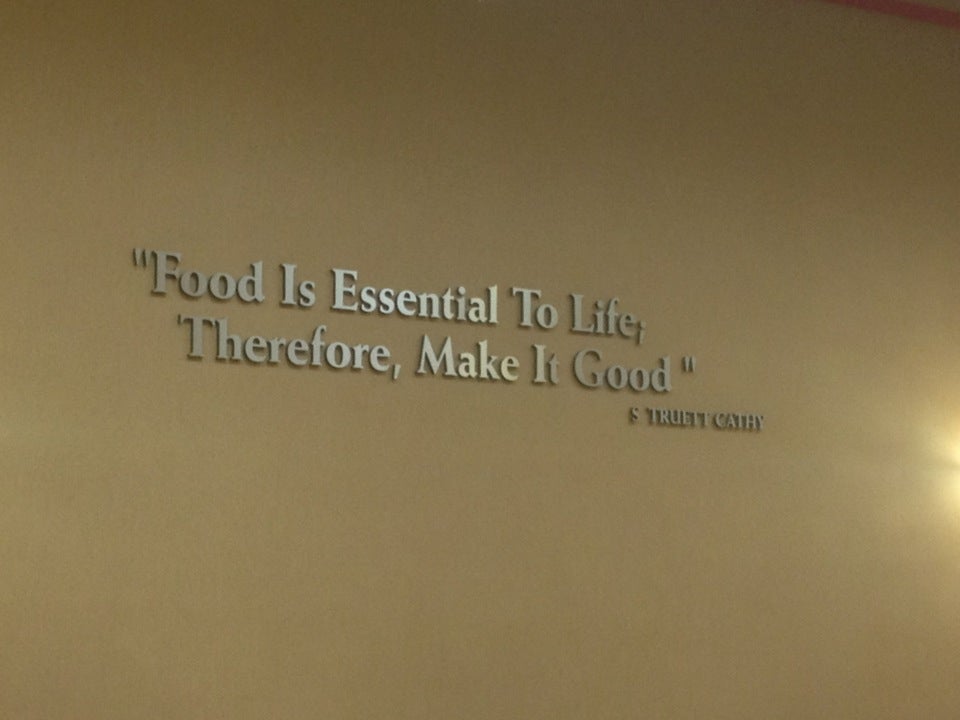 "Food Is Essential To Life;
Therefore, Make It Good"
S TRUETT CATHY